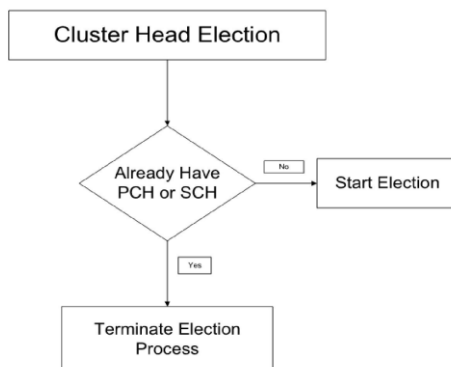 Cluster Head Election
Already Have
PCH or SCH
No
Start Election
Yes
Terminate Election
Process